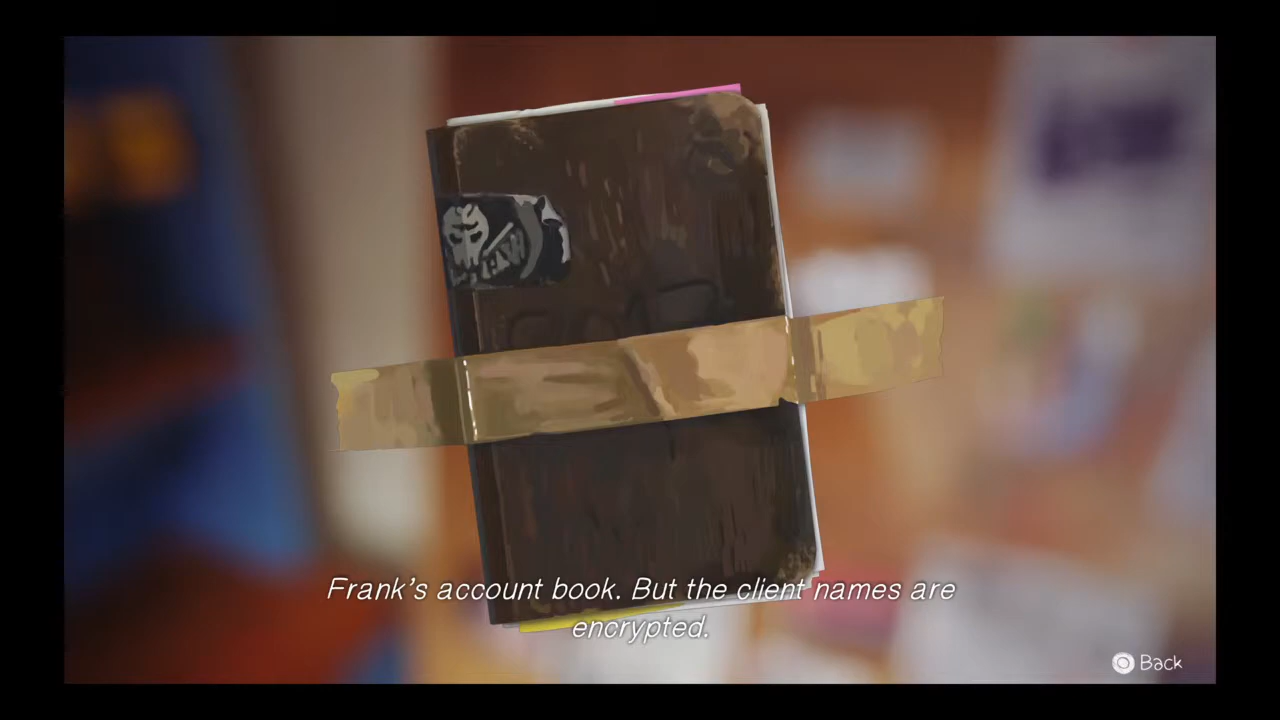 Frank's account book. But the client names are
encrypted.
Back